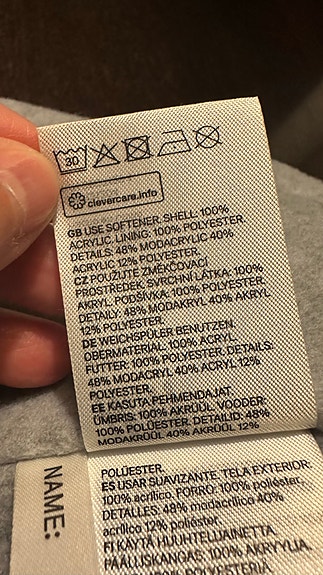 30
clevercare.info
GB USE SOFTENER. SHELL: 100%
ACRYLIC. LINING: 100% POLYESTER.
DETAILS: 48% MODACRYLIC 40%
ACRYLIC 12% POLYESTER.
CZ POUŽIJTE ZMĚKČOVACÍ
PROSTŘEDEK. SVRCHNÍ LÁTKA: 100%
AKRYL. PODŠÍVKA: 100% POLYESTER.
DETAILY: 48% MODAKRYL 40% AKRYL
12% POLYESTER.
DE WEICHSPÜLER BENUTZEN.
OBERMATERIAL: 100% ACRYL.
FUTTER: 100% POLYESTER. DETAILS:
48% MODACRYL 40% ACRYL 12%
POLYESTER.
EE KASUTA PEHMENDAJAT.
ÜMBRIS: 100% AKRÜÜL. VOODER:
100% POLÜESTER. DETAILID: 48%
MODAKRÜÜL 40% AKRÜÜL 12%
POLÜESTER.
ES USAR SUAVIZANTE. TELA EXTERIOR:
100% acrílico. FORRO: 100% poliéster.
DETALLES: 48% modacrílico 40%
acrílico 12% poliéster.
FI KÄYTÄ HUUHTELUAINETTA.
PÄÄLLISKANGAS: 100% AKRYYLIA.
NAME: